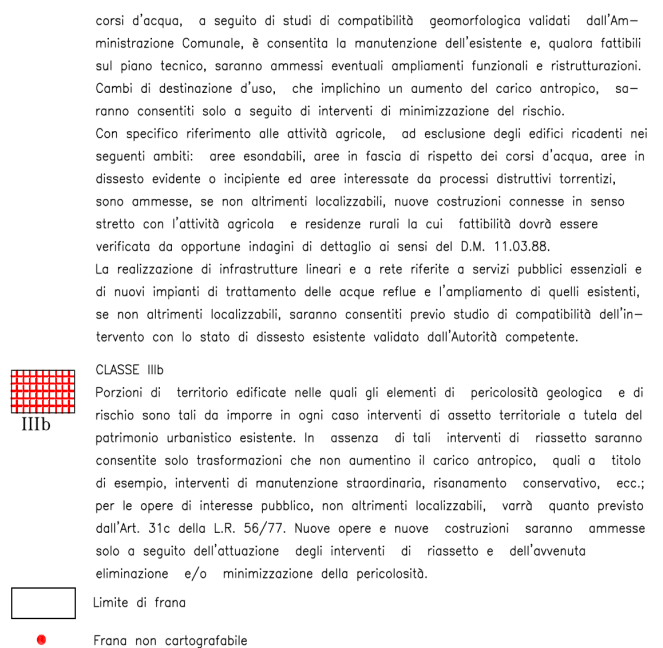 corsi d'acqua, a seguito di studi di compatibilità geomorfologica validati dall'Am-
ministrazione Comunale, è consentita la manutenzione dell'esistente e, qualora fattibili
sul piano tecnico, saranno ammessi eventuali ampliamenti funzionali e ristrutturazioni.
Cambi di destinazione d'uso, che implichino un aumento del carico antropico, sa-
ranno consentiti solo a seguito di interventi di minimizzazione del rischio.
Con specifico riferimento alle attività agricole, ad esclusione degli edifici ricadenti nei
seguenti ambiti: aree esondabili, aree in fascia di rispetto dei corsi d'acqua, aree in
dissesto evidente o incipiente ed aree interessate da processi distruttivi torrentizi,
sono ammesse, se non altrimenti localizzabili, nuove costruzioni connesse in senso
stretto con l'attività agricola e residenze rurali la cui fattibilità dovrà essere
verificata da opportune indagini di dettaglio ai sensi del D.M. 11.03.88.
La realizzazione di infrastrutture lineari e a rete riferite a servizi pubblici essenziali e
di nuovi impianti di trattamento delle acque reflue e l'ampliamento di quelli esistenti,
se non altrimenti localizzabili, saranno consentiti previo studio di compatibilità dell'in-
tervento con lo stato di dissesto esistente validato dall'Autorità competente.
CLASSE IIIb
Porzioni di territorio edificate nelle quali gli elementi di pericolosità geologica e di
rischio sono tali da imporre in ogni caso interventi di assetto territoriale a tutela del
IIIb
patrimonio urbanistico esistente. In assenza di tali interventi di riassetto saranno
consentite solo trasformazioni che non aumentino il carico antropico, quali a titolo
di esempio, interventi di manutenzione straordinaria, risanamento conservativo, ecc.;
per le opere di interesse pubblico, non altrimenti localizzabili, varrà quanto previsto
dall'Art. 31c della L.R. 56/77. Nuove opere e nuove costruzioni saranno ammesse
solo a seguito dell'attuazione degli interventi di riassetto e dell'avvenuta
eliminazione e/o minimizzazione della pericolosità.
Limite di frana
Frana non cartografabile